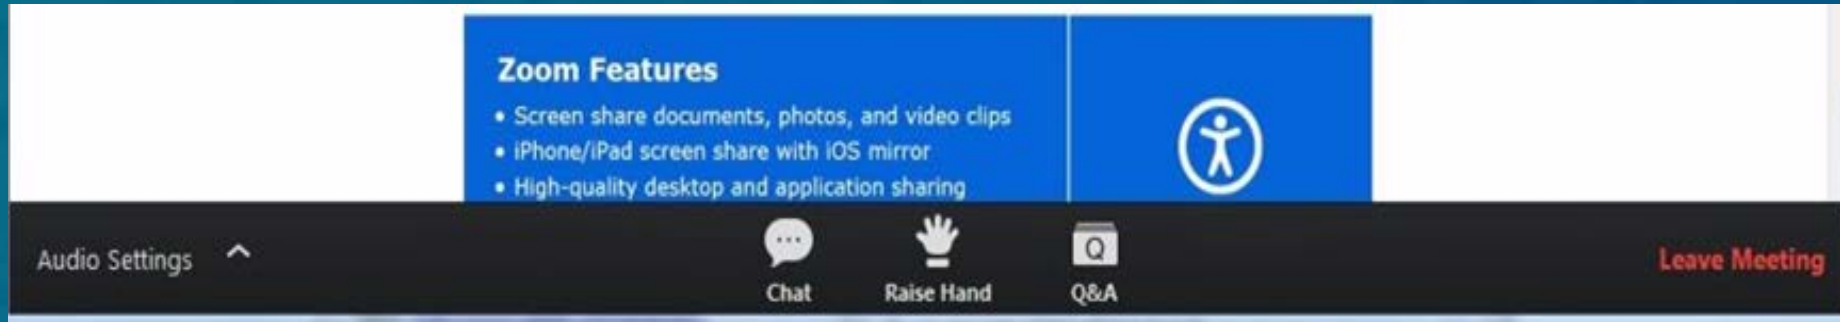 Zoom Features
• Screen share documents, photos, and video clips
• iPhone/iPad screen share with iOS mirror
• High-quality desktop and application sharing
Audio Settings
Chat
Raise Hand
Q
Q&A
Leave Meeting